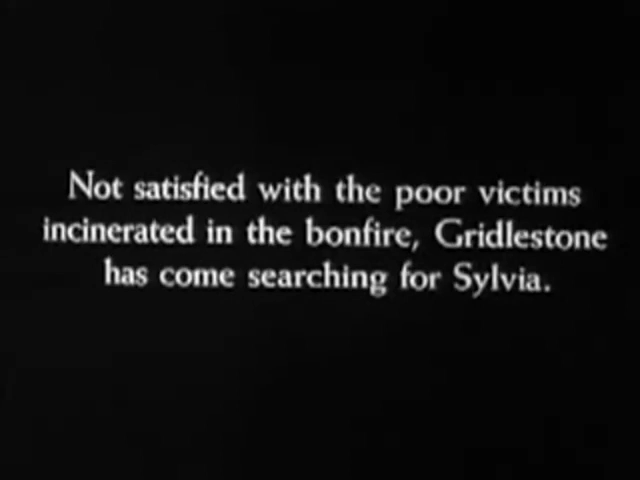 Not satisfied with the poor victims
incinerated in the bonfire, Gridlestone
has come searching for Sylvia.